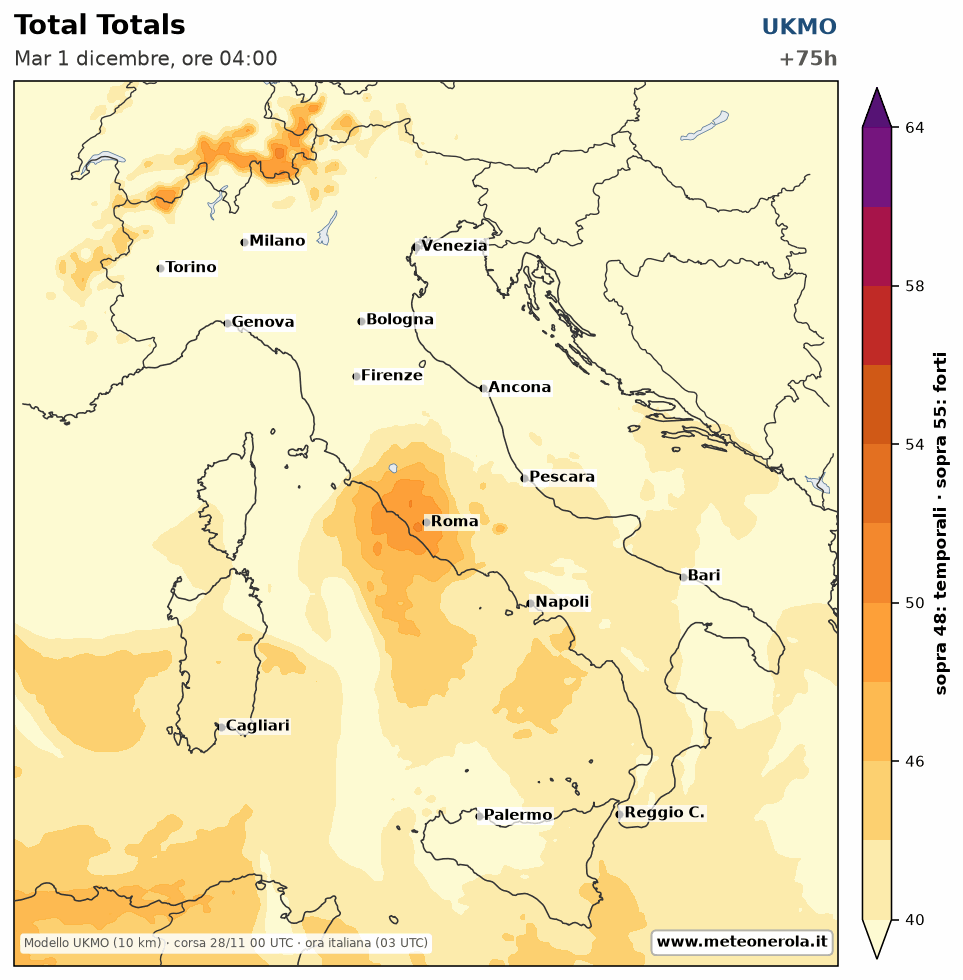 Total Totals
UKMO
Mar 1 dicembre, ore 04:00
+75h
64
58
54
50
46
40
sopra 48: temporali · sopra 55: forti
Milano
Venezia
Torino
Genova
Bologna
Firenze
Ancona
Pescara
Roma
Bari
Napoli
Cagliari
Palermo
Reggio C.
Modello UKMO (10 km) · corsa 28/11 00 UTC · ora italiana (03 UTC)
www.meteonerola.it